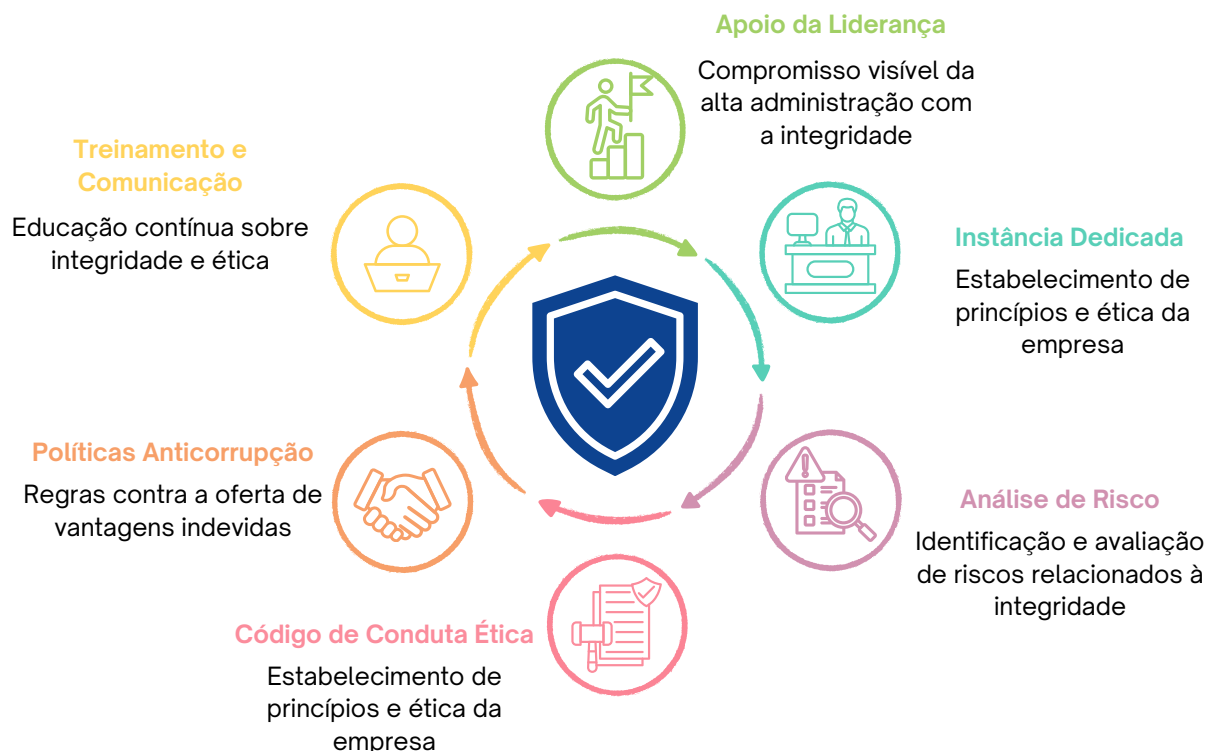 Apoio da Liderança
Compromisso visível da
alta administração com
a integridade
Instância Dedicada
Estabelecimento de
princípios e ética da
empresa
Análise de Risco
Identificação e avaliação
de riscos relacionados à
integridade
Código de Conduta Ética
Estabelecimento de
princípios e ética da
empresa
Políticas Anticorrupção
Regras contra a oferta de
vantagens indevidas
Treinamento e
Comunicação
Educação contínua sobre
integridade e ética